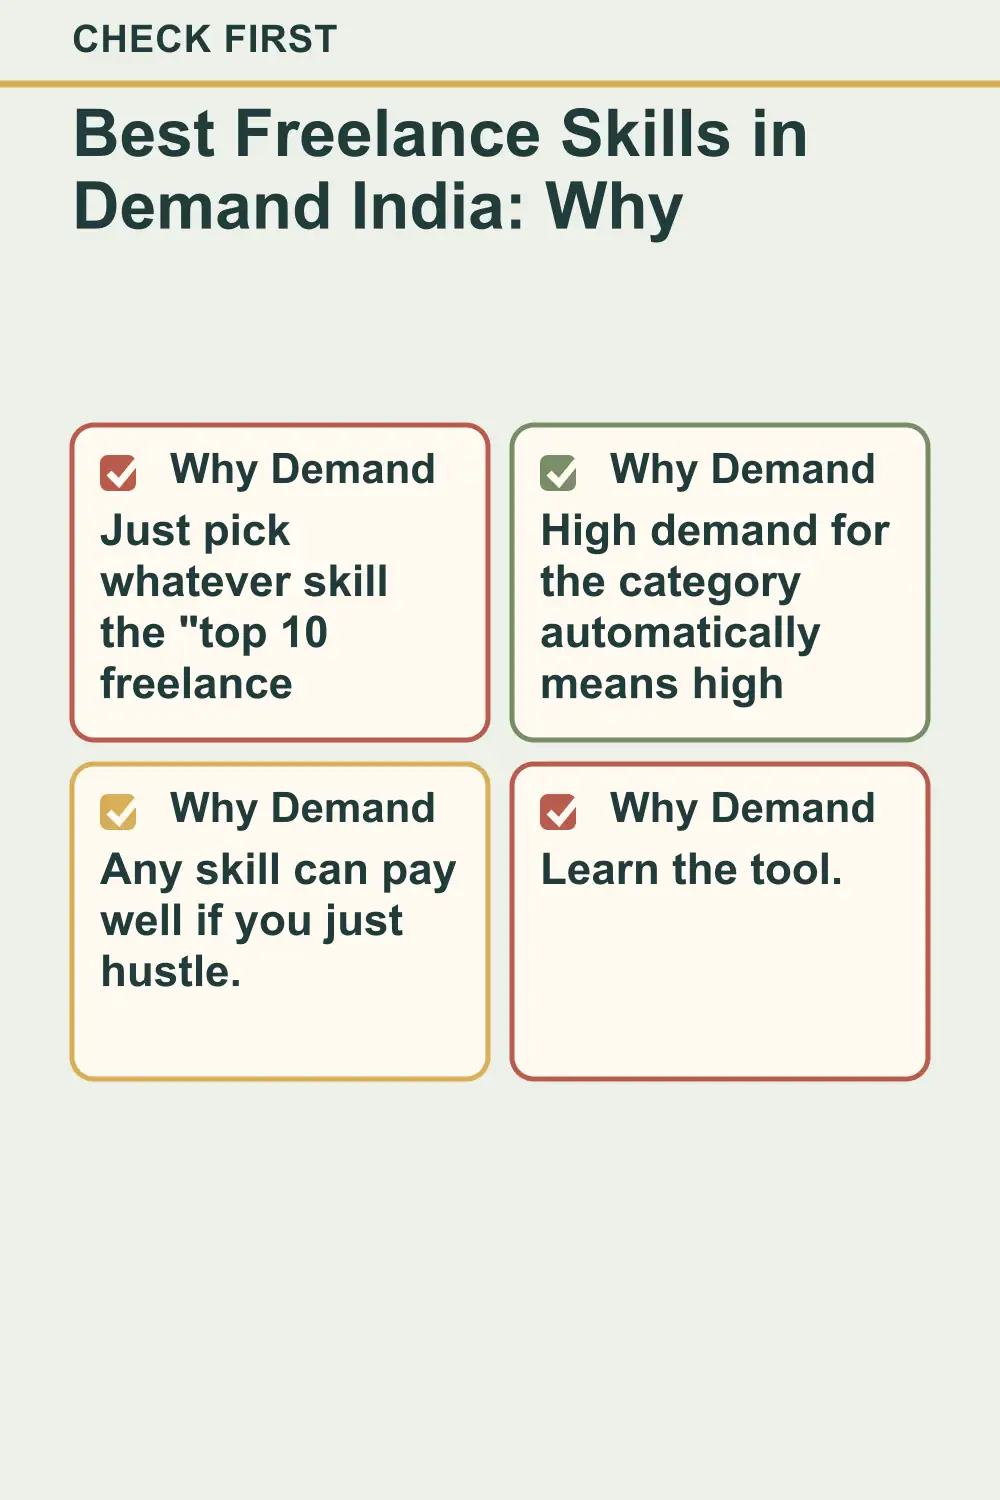 CHECK FIRST
Best Freelance Skills in
Demand India: Why
Why Demand
Just pick
whatever skill
the "top 10
freelance
Why Demand
High demand for
the category
automatically
means high
Why Demand
Any skill can pay
well if you just
hustle.
Why Demand
Learn the tool.